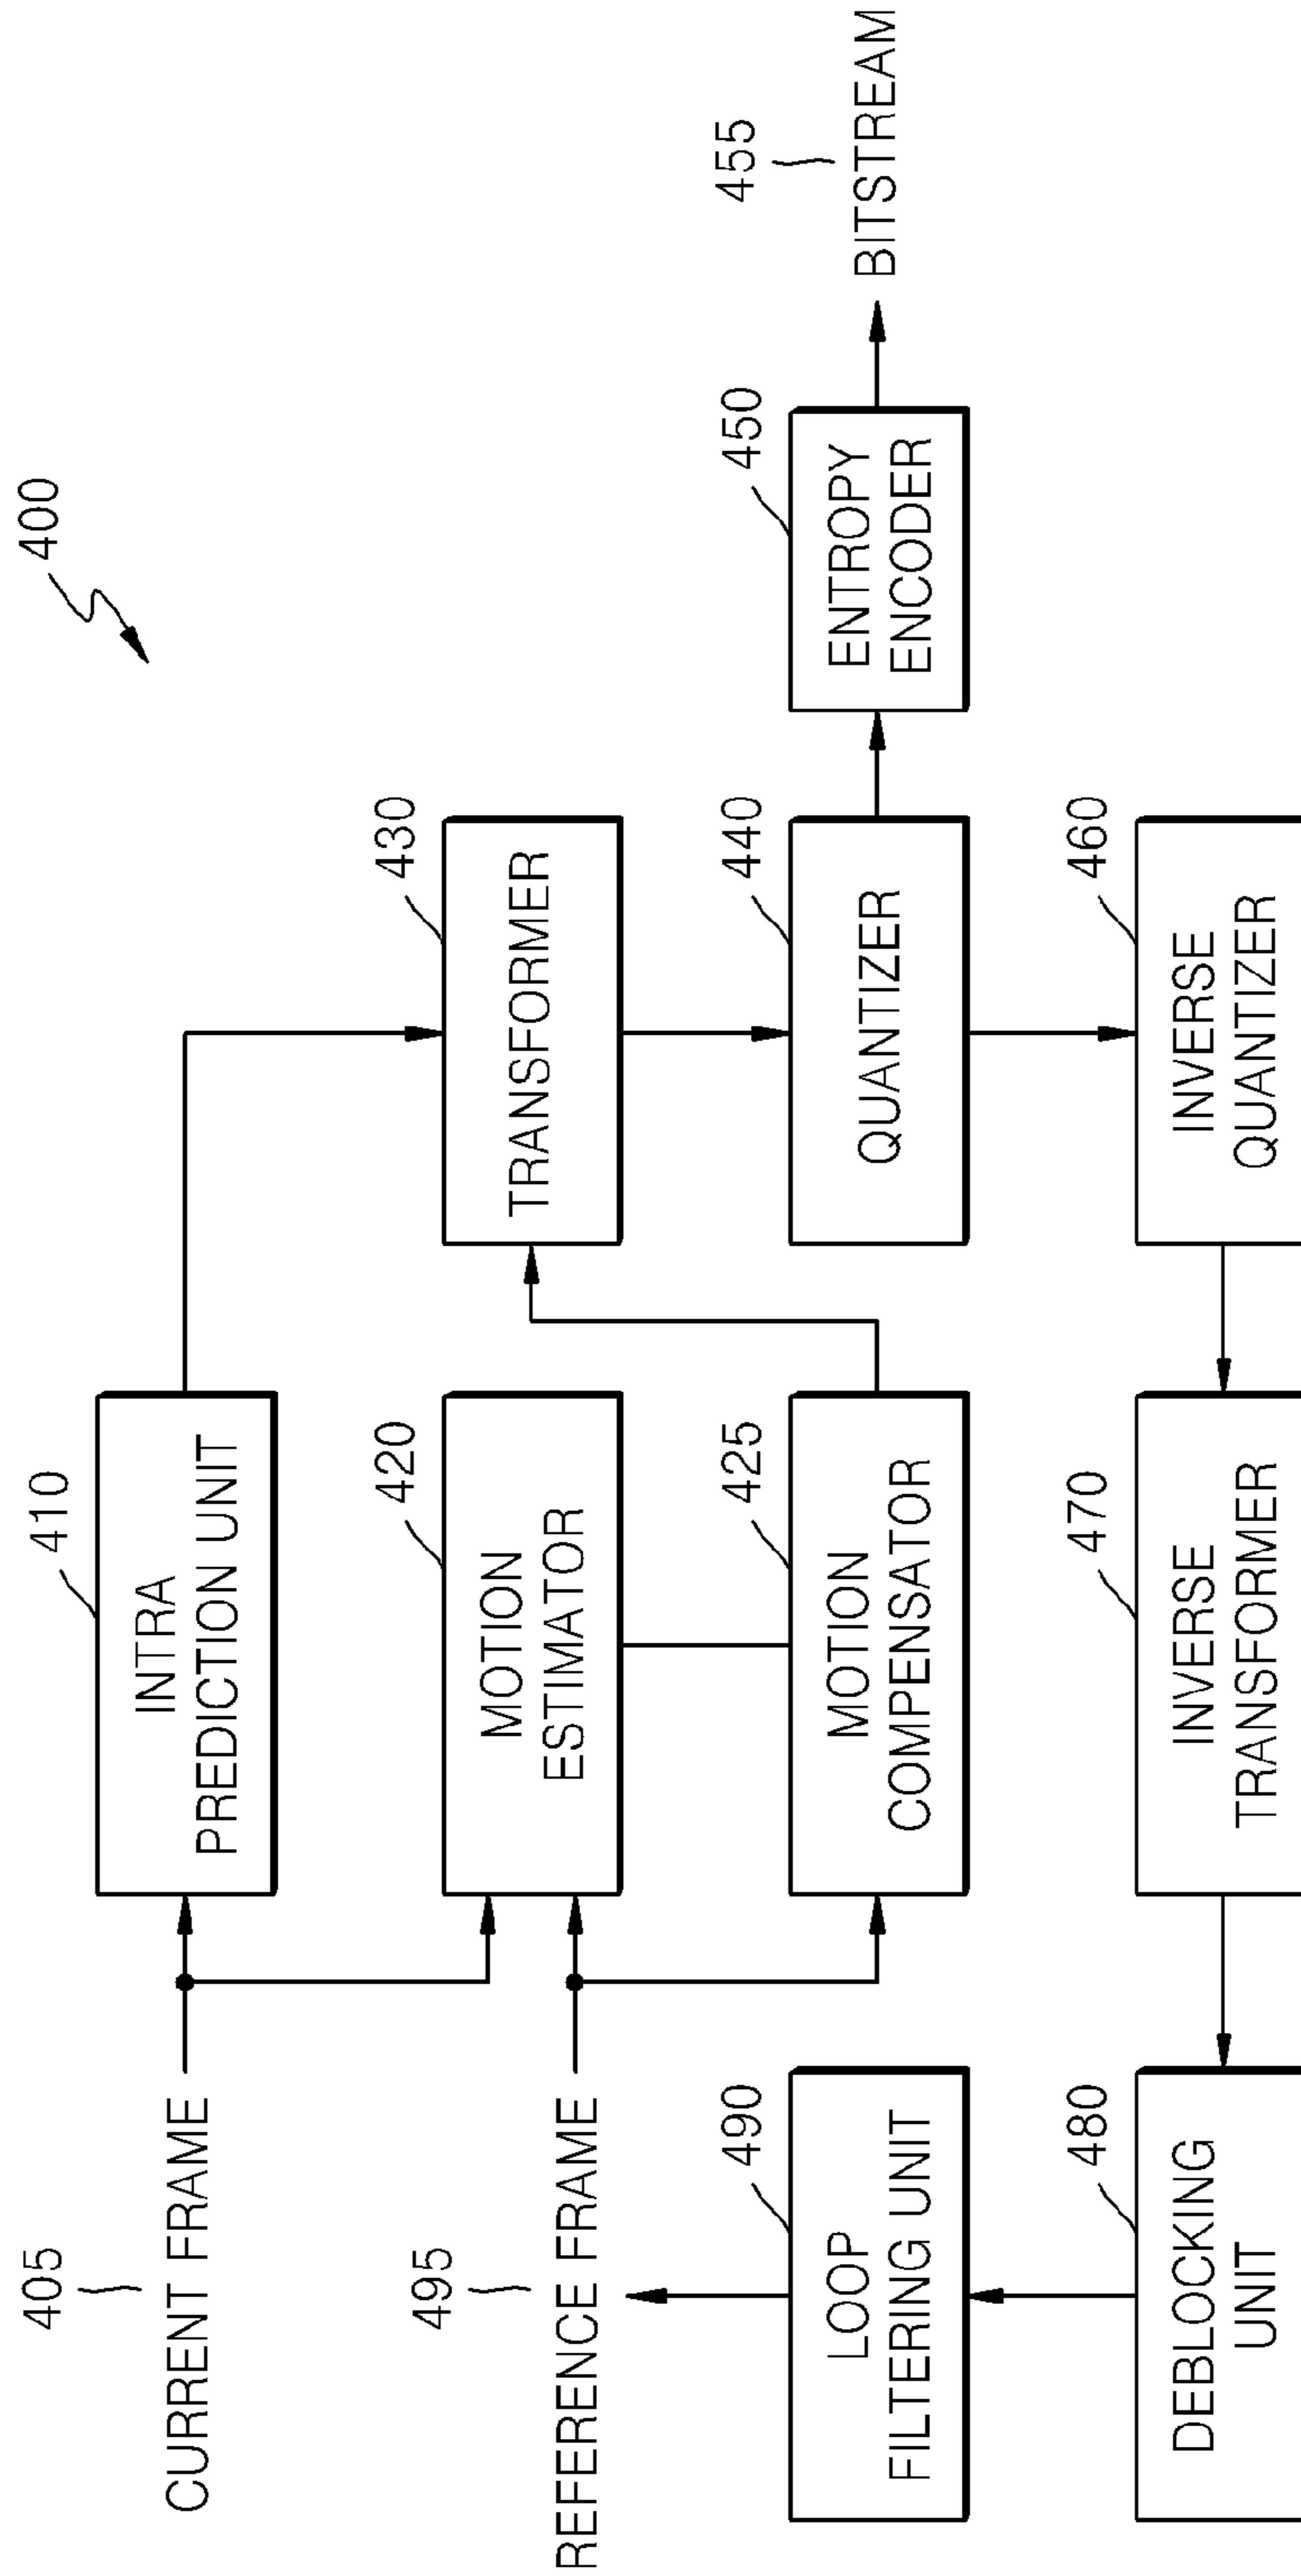 400
405
CURRENT FRAME
410
INTRA
PREDICTION UNIT
495
REFERENCE FRAME
420
MOTION
ESTIMATOR
430
TRANSFORMER
490
LOOP
FILTERING UNIT
425
MOTION
COMPENSATOR
440
QUANTIZER
450
ENTROPY
ENCODER
455
BITSTREAM
480
DEBLOCKING
UNIT
470
INVERSE
TRANSFORMER
460
INVERSE
QUANTIZER